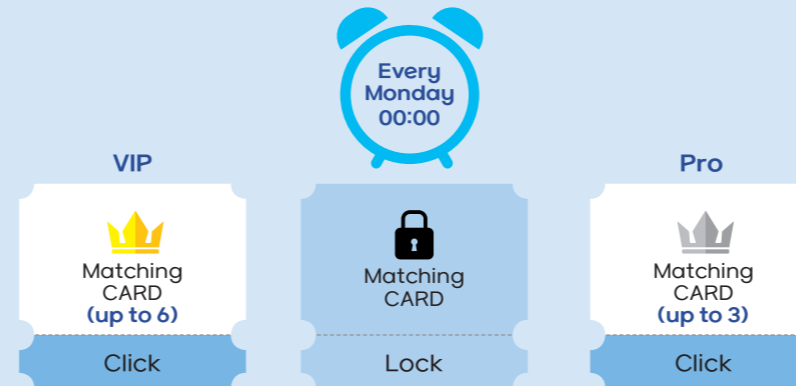 Every
Monday
00:00
VIP
Matching
CARD
(up to 6)
Click
Matching
CARD
Lock
Pro
Matching
CARD
(up to 3)
Click